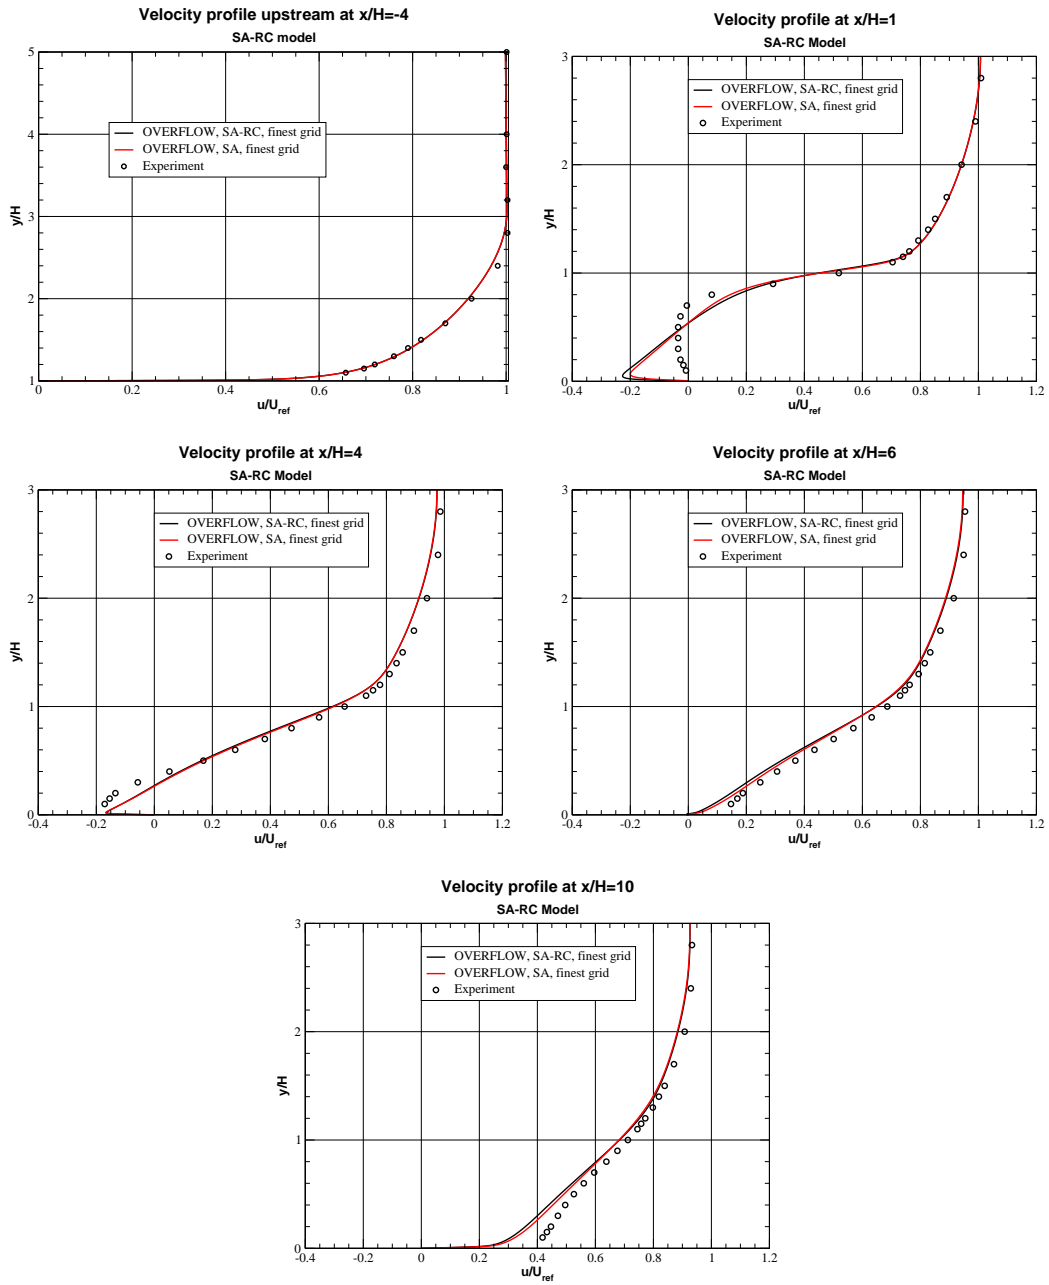 Velocity profile upstream at x/H=-4
SA-RC model
5
4
3
2
1
y/H
OVERFLOW, SA-RC, finest grid
OVERFLOW, SA, finest grid
Experiment
0 0.2 0.4 0.6 0.8 1
u/Uref
Velocity profile at x/H=1
SA-RC Model
3
2
1
0
y/H
OVERFLOW, SA-RC, finest grid
OVERFLOW, SA, finest grid
Experiment
-0.4 -0.2 0 0.2 0.4 0.6 0.8 1 1.2
u/Uref
Velocity profile at x/H=4
SA-RC Model
3
2
1
0
y/H
OVERFLOW, SA-RC, finest grid
OVERFLOW, SA, finest grid
Experiment
-0.4 -0.2 0 0.2 0.4 0.6 0.8 1 1.2
u/Uref
Velocity profile at x/H=6
SA-RC Model
3
2
1
0
y/H
OVERFLOW, SA-RC, finest grid
OVERFLOW, SA, finest grid
Experiment
-0.4 -0.2 0 0.2 0.4 0.6 0.8 1 1.2
u/Uref
Velocity profile at x/H=10
SA-RC Model
3
2
1
0
y/H
OVERFLOW, SA-RC, finest grid
OVERFLOW, SA, finest grid
Experiment
-0.4 -0.2 0 0.2 0.4 0.6 0.8 1 1.2
u/Uref